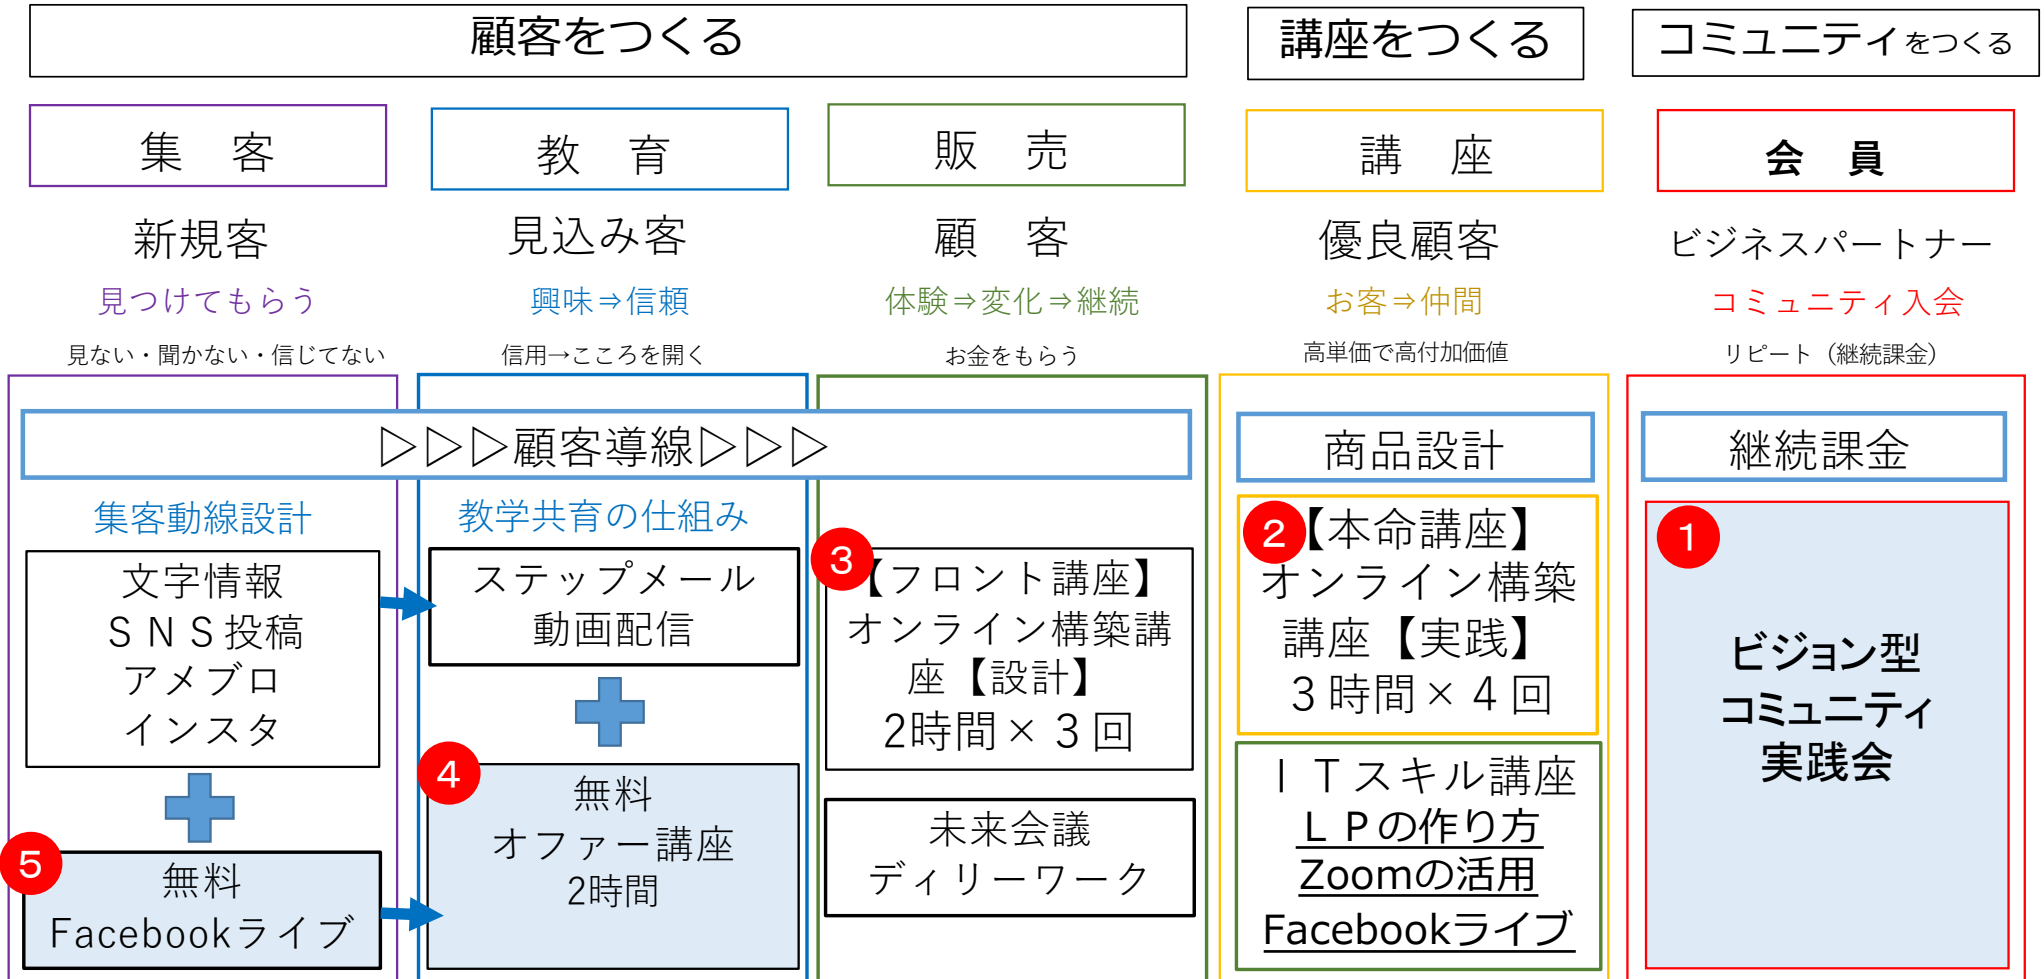 顧客をつくる
講座をつくる
コミュニティをつくる
集　客
教　育
販　売
講　座
会　員
新規客
見込み客
顧　客
優良顧客
ビジネスパートナー
見つけてもらう
興味⇒信頼
体験⇒変化⇒継続
お客⇒仲間
コミュニティ入会
見ない・聞かない・信じてない
信用→こころを開く
お金をもらう
高単価で高付加価値
リピート（継続課金）
▷▷▷顧客導線▷▷▷
商品設計
継続課金
集客動線設計
文字情報
ＳＮＳ投稿
アメブロ
インスタ
5
無料
Facebookライブ
教学共育の仕組み
ステップメール
動画配信
4
無料
オファー講座
2時間
3
【フロント講座】
オンライン構築講
座【設計】
2時間×３回
未来会議
ディリーワーク
2
【本命講座】
オンライン構築
講座【実践】
３時間×４回
ＩＴスキル講座
ＬＰの作り方
Zoomの活用
Facebookライブ
1
ビジョン型
コミュニティ
実践会